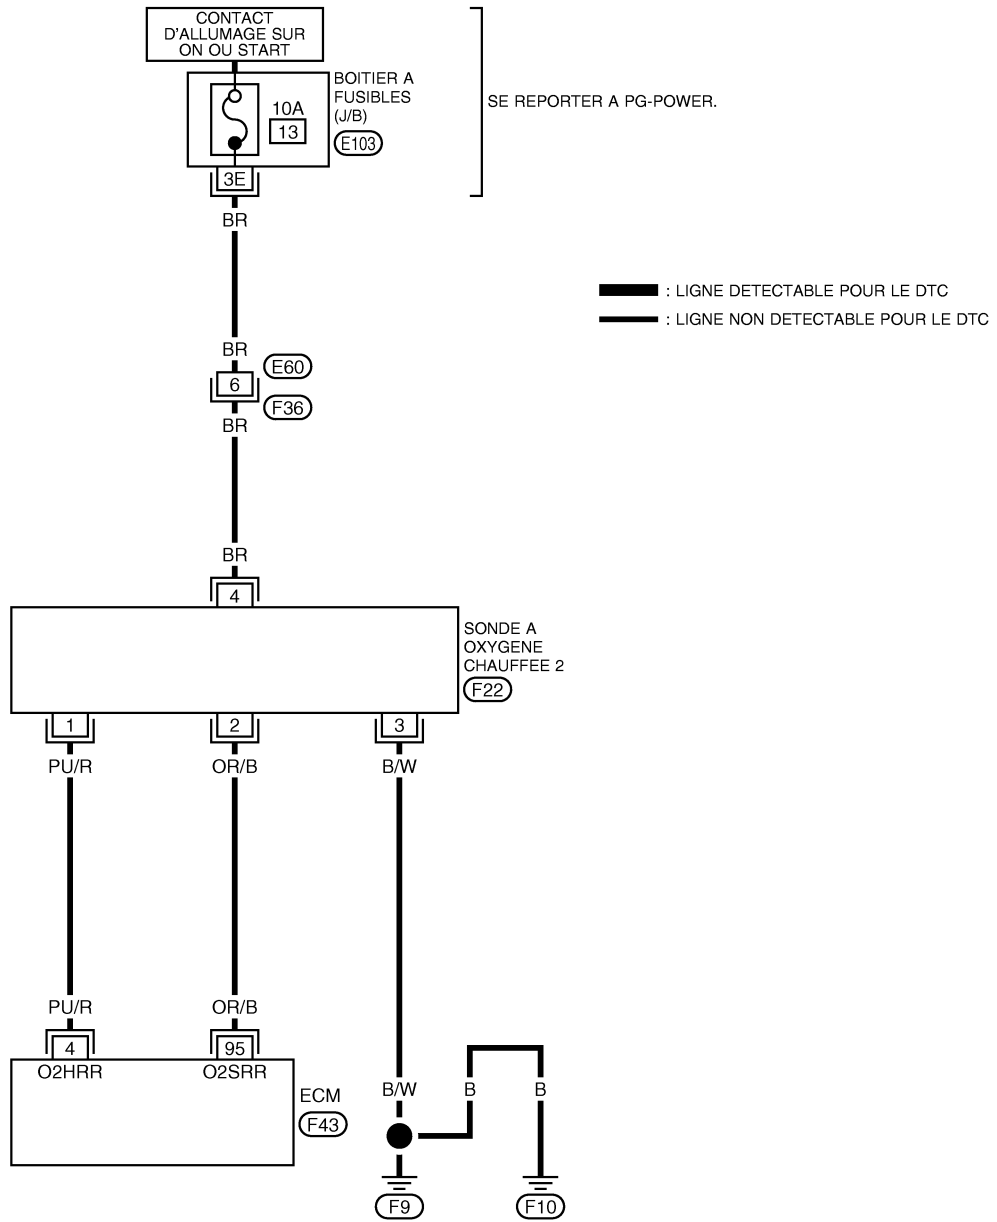 CONTACT
D'ALLUMAGE SUR
ON OU START
BOITIER A
FUSIBLES
(J/B)
E103
10A
13
3E
SE REPORTER A PG-POWER.
BR
: LIGNE DETECTABLE POUR LE DTC
: LIGNE NON DETECTABLE POUR LE DTC
BR
E60
6
F36
BR
BR
4
SONDE A
OXYGENE
CHAUFFEE 2
F22
1 2 3
PU/R OR/B B/W
PU/R OR/B
4 95
O2HRR O2SRR
ECM
F43
B/W B B
F9 F10